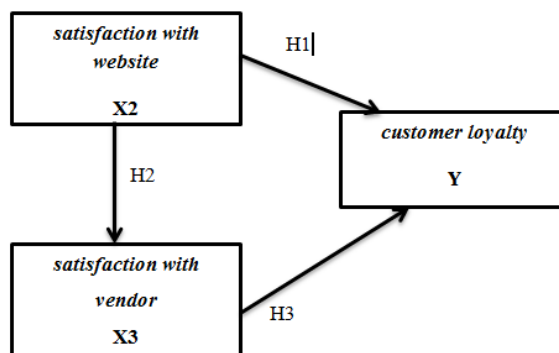 satisfaction with
website
X2
H1
customer loyalty
Y
H2
satisfaction with
vendor
X3
H3